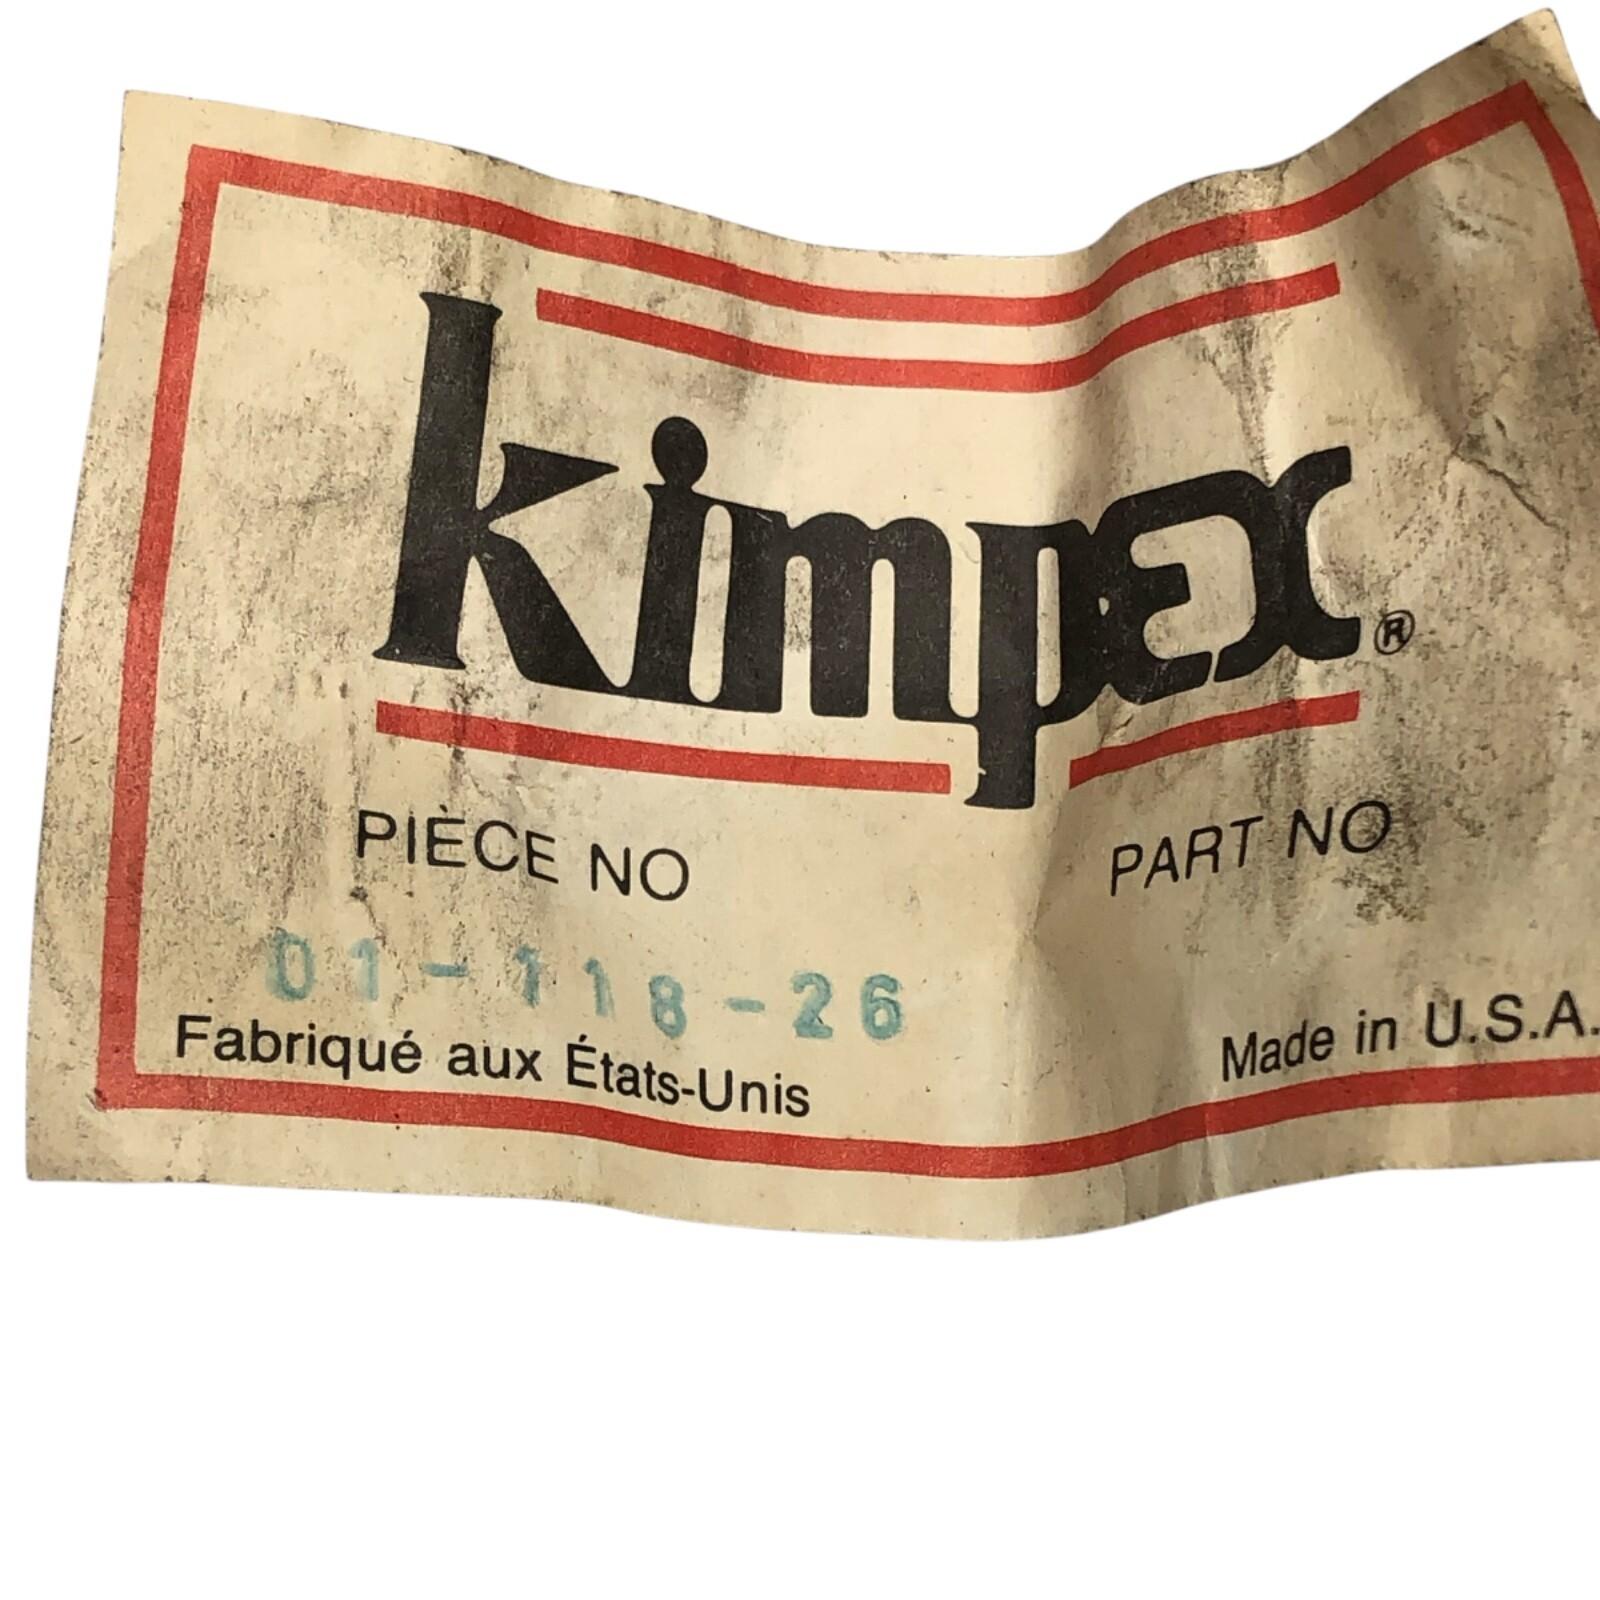 kimpex®
PIÈCE NO PART NO
01-118-26
Fabriqué aux États-Unis Made in U.S.A.